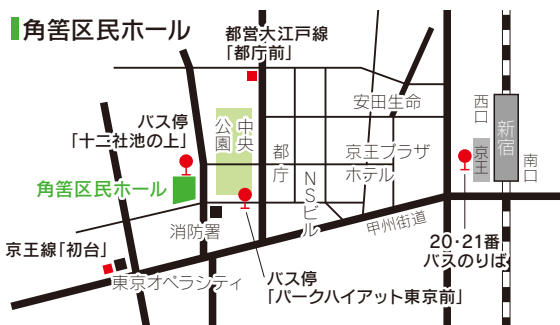 角筈区民ホール
都営大江戸線
「都庁前」
安田生命
西口
新宿
南口
京王
バス停
「十二社池の上」
中央
公園
都庁
京王プラザ
ホテル
NSビル
角筈区民ホール
消防署
甲州街道
20・21番
バスのりば
京王線「初台」
東京オペランティ
バス停
「パークハイアット東京前」